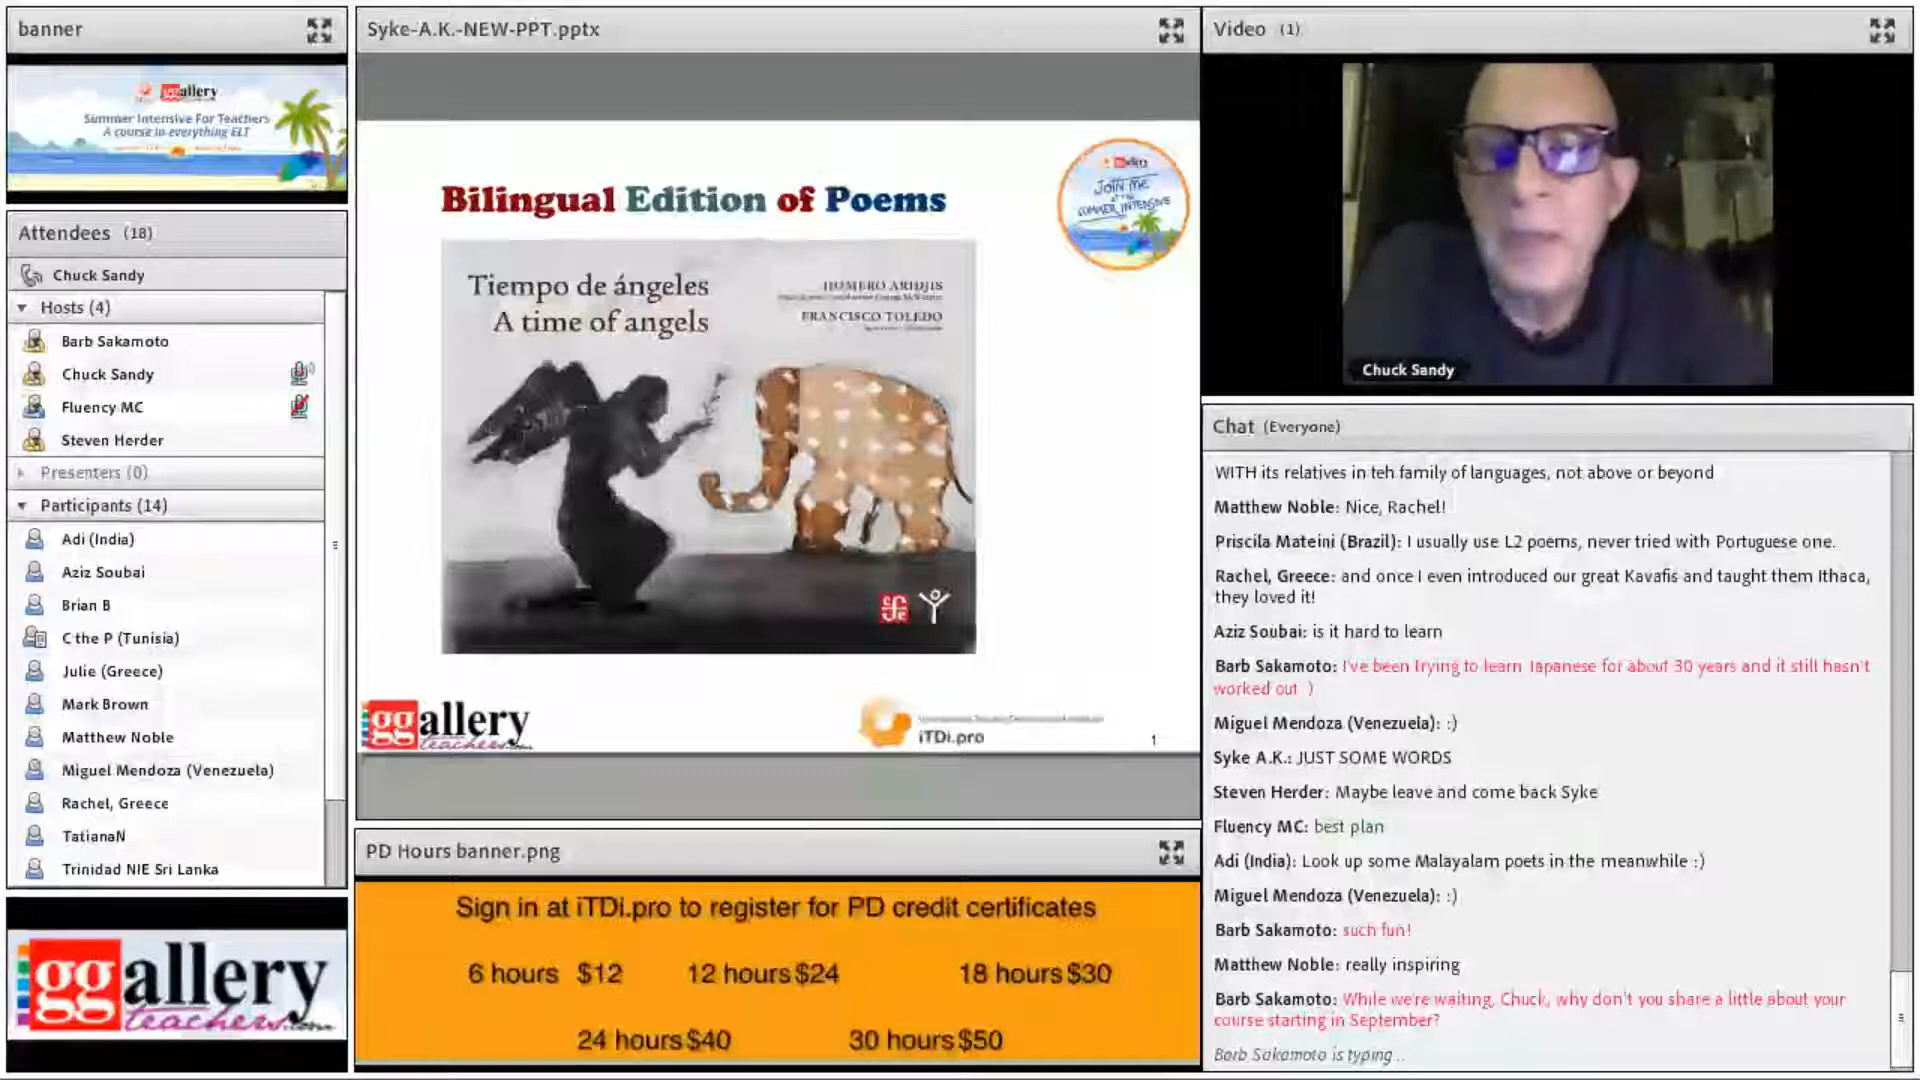 banner
ggallery
Summer Intensive For Teachers
A course in everything ELT
Attendees (18)
Chuck Sandy
Hosts (4)
Barb Sakamoto
Chuck Sandy
Fluency MC
Steven Herder
Presenters (0)
Participants (14)
Adi (India)
Aziz Soubai
Brian B
C the P (Tunisia)
Julie (Greece)
Mark Brown
Matthew Noble
Miguel Mendoza (Venezuela)
Rachel, Greece
TatianaN
Trinidad NIE Sri Lanka
ggallery
teachers.com
Syke-A.K.-NEW-PPT.pptx
Bilingual Edition of Poems
JOIN ME
AT THE
SUMMER INTENSIVE
Tiempo de ángeles
A time of angels
HOMERO ARIDJIS
FRANCISCO TOLEDO
ggallery
teachers.com
iTDi.pro
1
PD Hours banner.png
Sign in at iTDi.pro to register for PD credit certificates
6 hours $12 12 hours $24 18 hours $30
24 hours $40 30 hours $50
Video (1)
Chuck Sandy
Chat (Everyone)
WITH its relatives in teh family of languages, not above or beyond
Matthew Noble: Nice, Rachel!
Priscila Mateini (Brazil): I usually use L2 poems, never tried with Portuguese one.
Rachel, Greece: and once I even introduced our great Kavafis and taught them Ithaca,
they loved it!
Aziz Soubai: is it hard to learn
Barb Sakamoto: I've been trying to learn Japanese for about 30 years and it still hasn't
worked out )
Miguel Mendoza (Venezuela): :)
Syke A.K.: JUST SOME WORDS
Steven Herder: Maybe leave and come back Syke
Fluency MC: best plan
Adi (India): Look up some Malayalam poets in the meanwhile :)
Miguel Mendoza (Venezuela): :)
Barb Sakamoto: such fun!
Matthew Noble: really inspiring
Barb Sakamoto: While we're waiting, Chuck, why don't you share a little about your
course starting in September?
Barb Sakamoto is typing...